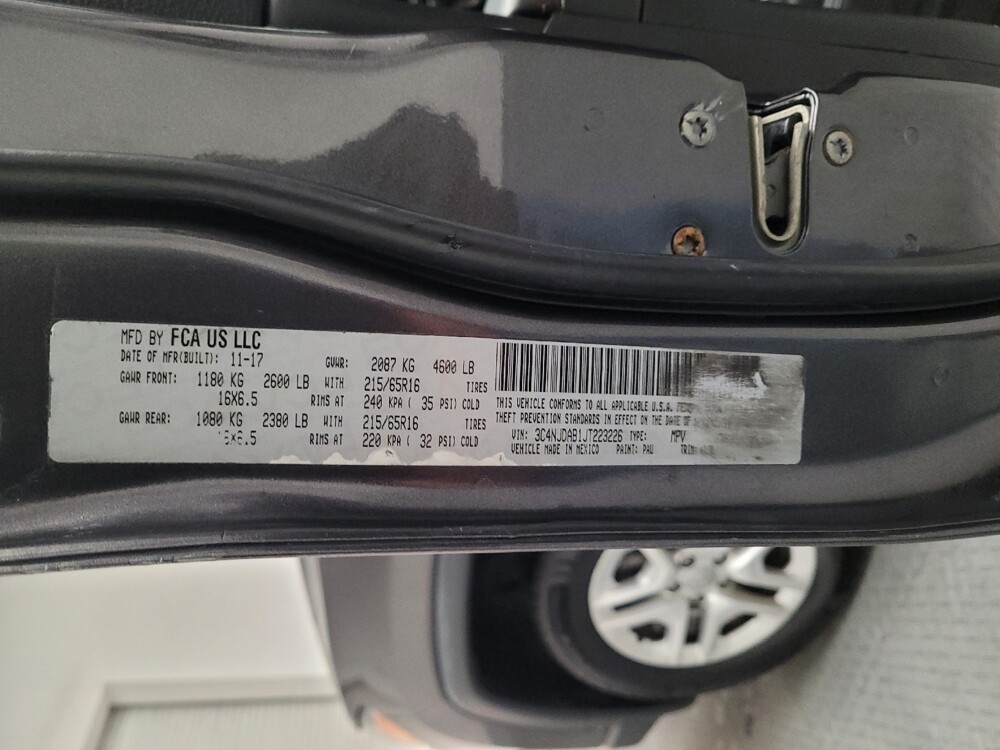 MFD BY FCA US LLC
DATE OF MFR(BUILT): 11-17 GVWR: 2087 KG 4600 LB
GAWR FRONT: 1180 KG 2600 LB WITH 215/65R16 TIRES
16X6.5 RIMS AT 240 KPA ( 35 PSI) COLD
GAWR REAR: 1080 KG 2380 LB WITH 215/65R16 TIRES
RIMS AT 220 KPA ( 32 PSI) COLD
THIS VEHICLE CONFORMS TO ALL APPLICABLE U.S.A.
THEFT PREVENTION STANDARDS IN EFFECT ON THE DATE OF
VIN: 3C4NJDAB1JT223226 TYPE: MPV
VEHICLE MADE IN MEXICO PAINT: PAU